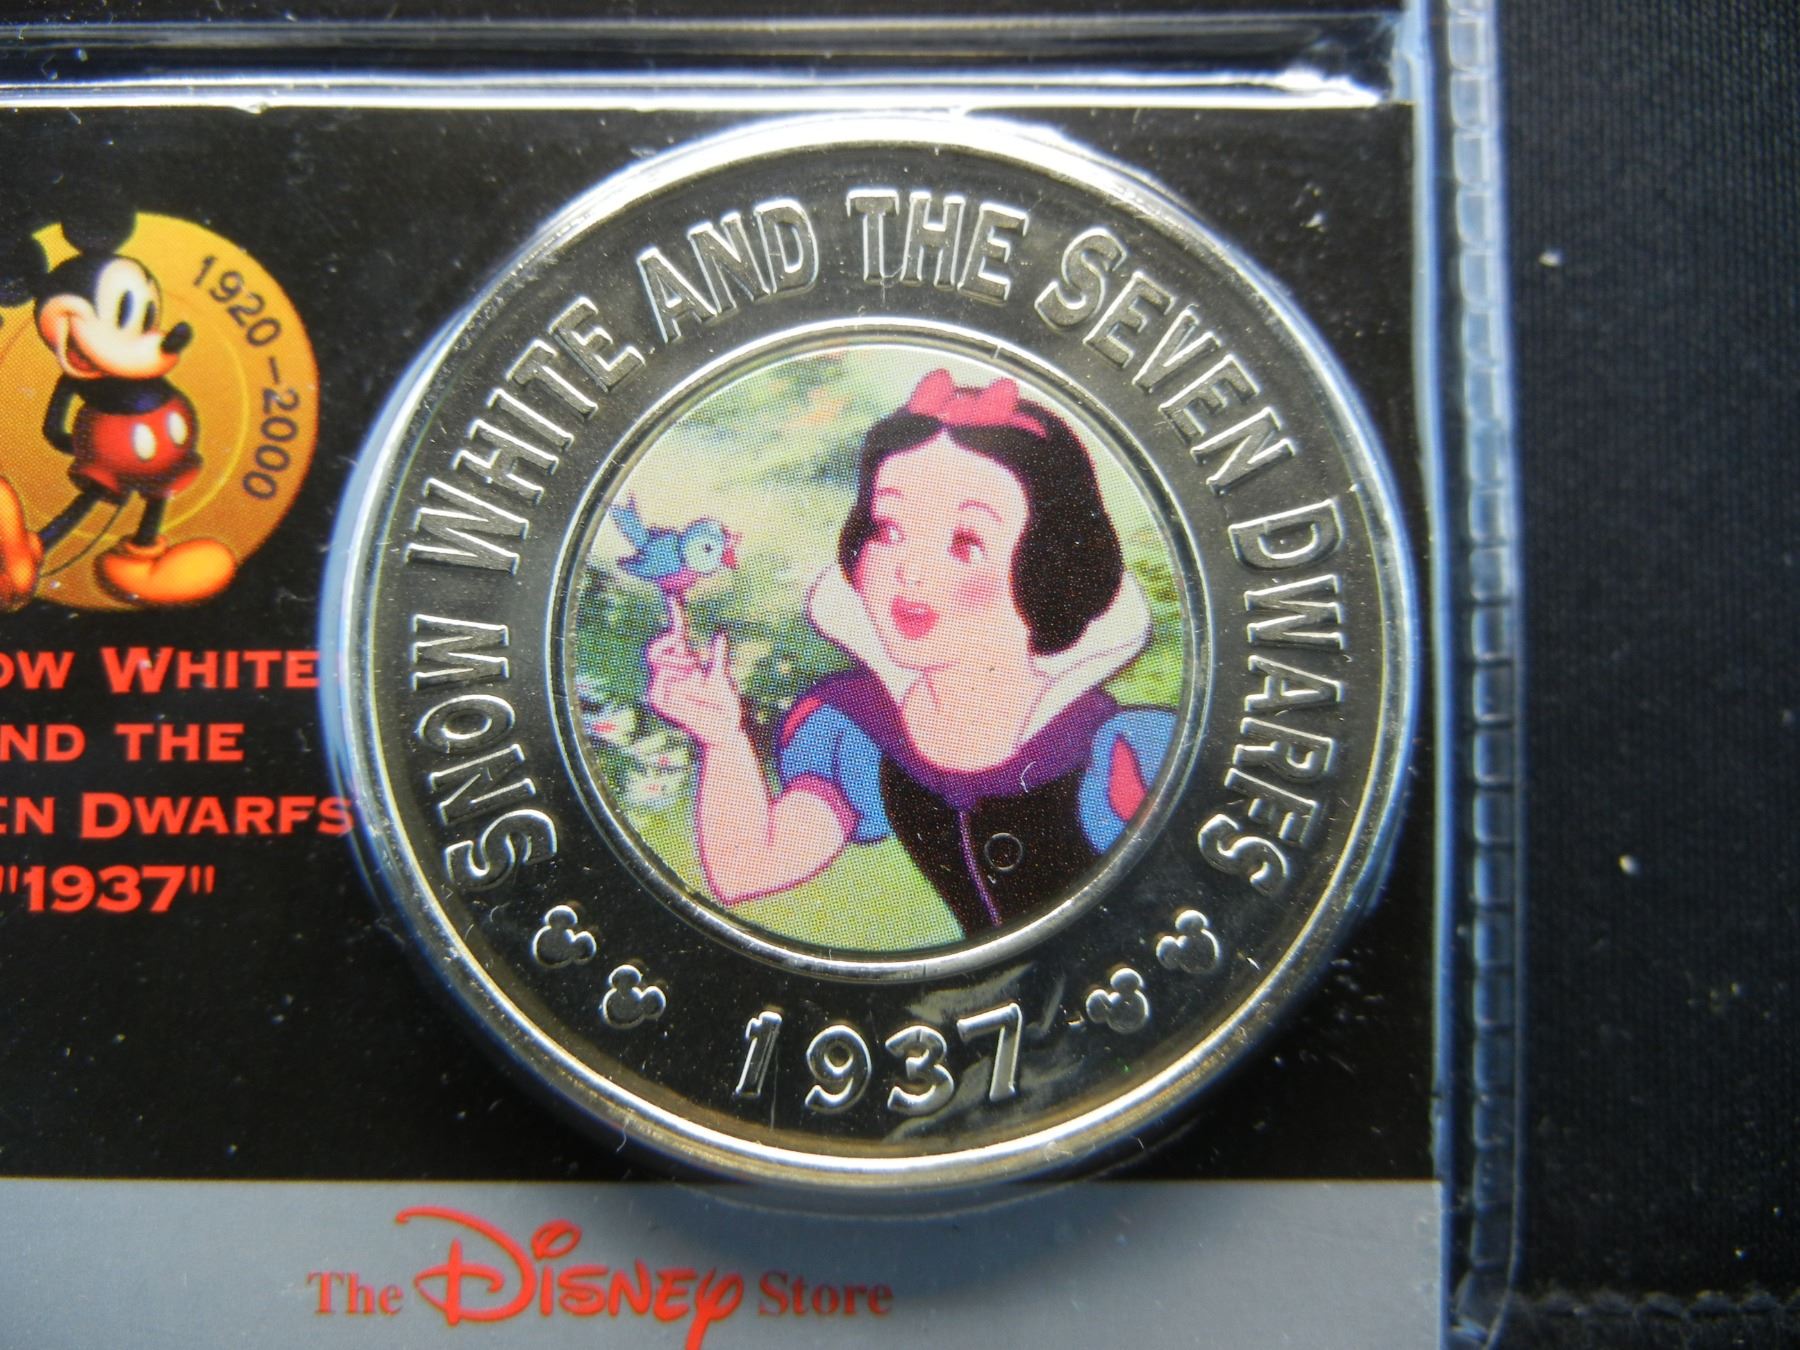 1920-2000
OW WHITE
ND THE
EN DWARFS
"1937"
SNOW WHITE AND THE SEVEN DWARFS
1937
The Disney Store